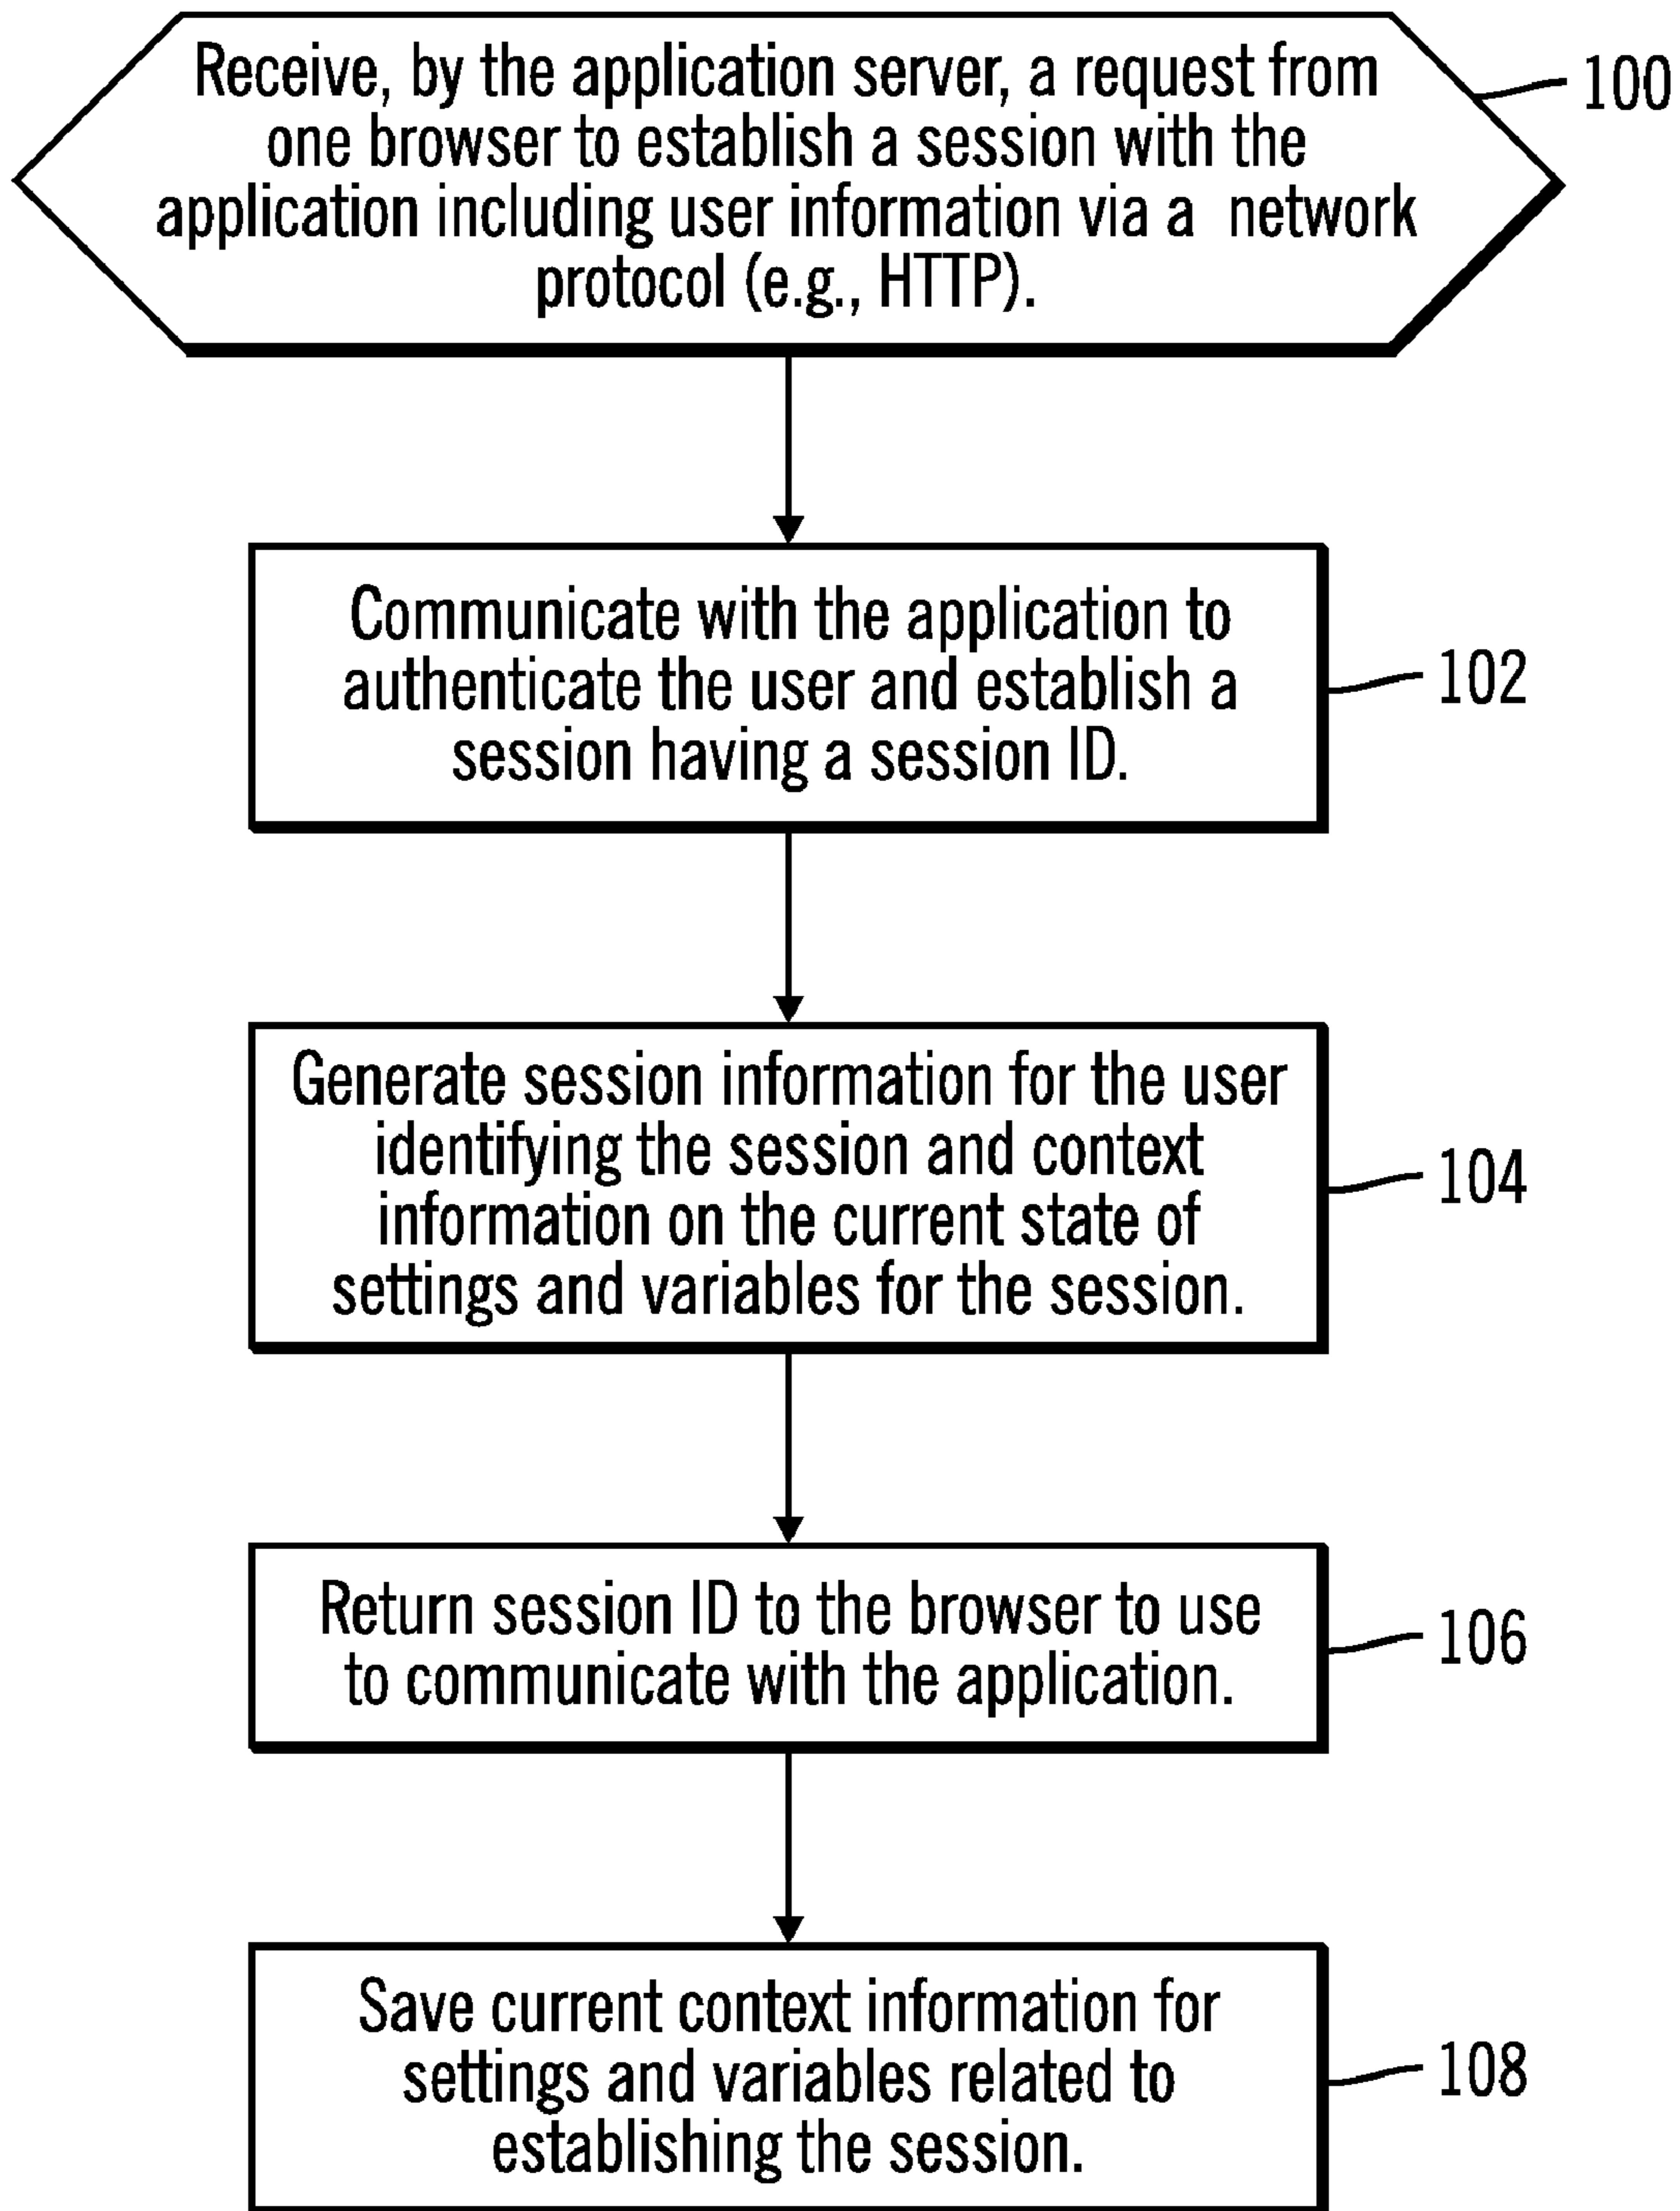 Receive, by the application server, a request from
one browser to establish a session with the
application including user information via a network
protocol (e.g., HTTP).
100
Communicate with the application to
authenticate the user and establish a
session having a session ID.
102
Generate session information for the user
identifying the session and context
information on the current state of
settings and variables for the session.
104
Return session ID to the browser to use
to communicate with the application.
106
Save current context information for
settings and variables related to
establishing the session.
108